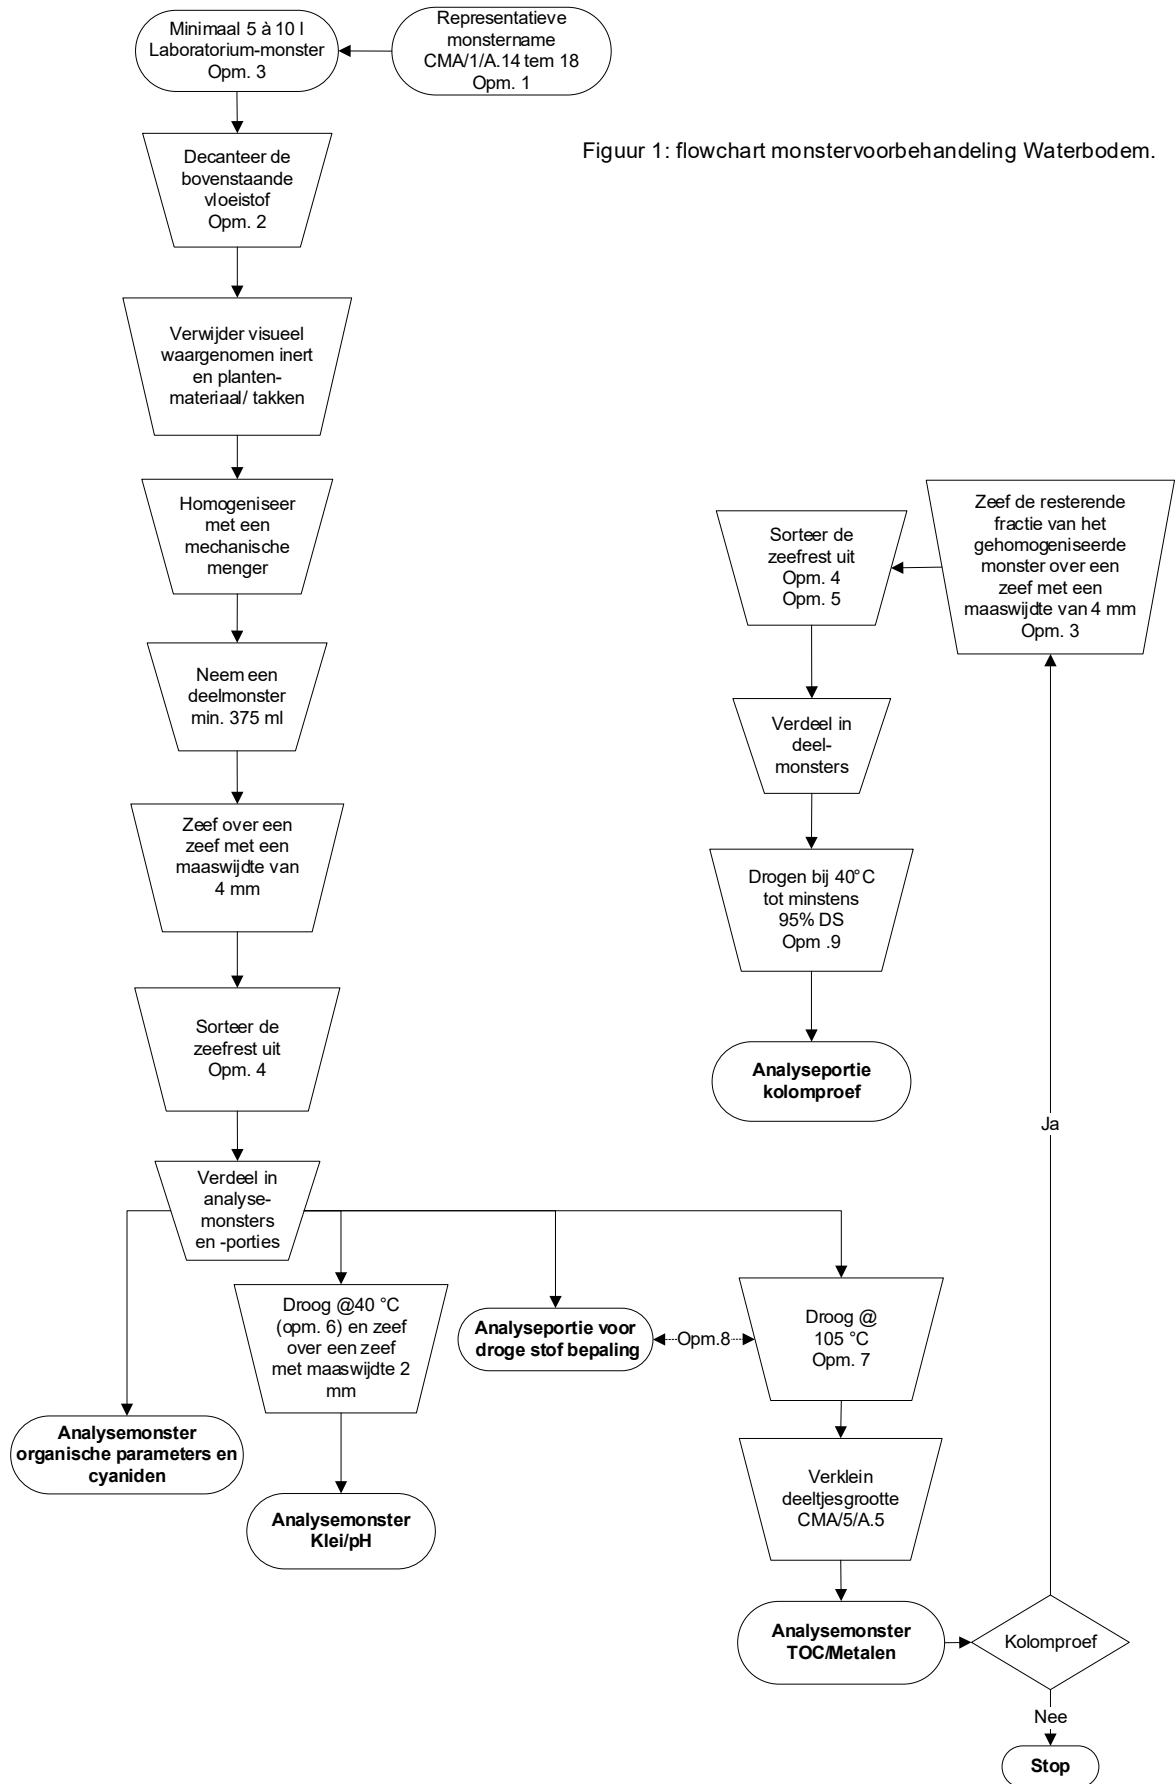 Minimaal 5 à 10 l
Laboratorium-monster
Opm. 3
Representatieve
monstername
CMA/1/A.14 tem 18
Opm. 1
Figuur 1: flowchart monstervoorbehandeling Waterbodem.
Decanteer de
bovenstaande
vloeistof
Opm. 2
Verwijder visueel
waargenomen inert
en planten-
materiaal/ takken
Homogeniseer
met een
mechanische
menger
Neem een
deelmonster
min. 375 ml
Zeef over een
zeef met een
maaswijdte van
4 mm
Sorteer de
zeefrest uit
Opm. 4
Verdeel in
analyse-
monsters
en -porties
Analysemonster
organische parameters en
cyaniden
Droog @40 °C
(opm. 6) en zeef
over een zeef
met maaswijdte 2
mm
Analysemonster
Klei/pH
Analyseportie voor
droge stof bepaling
Opm.8
Droog @
105 °C
Opm. 7
Verklein
deeltjesgrootte
CMA/5/A.5
Analysemonster
TOC/Metalen
Kolomproef
Nee
Stop
Ja
Zeef de resterende
fractie van het
gehomogeniseerde
monster over een
zeef met een
maaswijdte van 4 mm
Opm. 3
Sorteer de
zeefrest uit
Opm. 4
Opm. 5
Verdeel in
deel-
monsters
Drogen bij 40°C
tot minstens
95% DS
Opm .9
Analyseportie
kolomproef